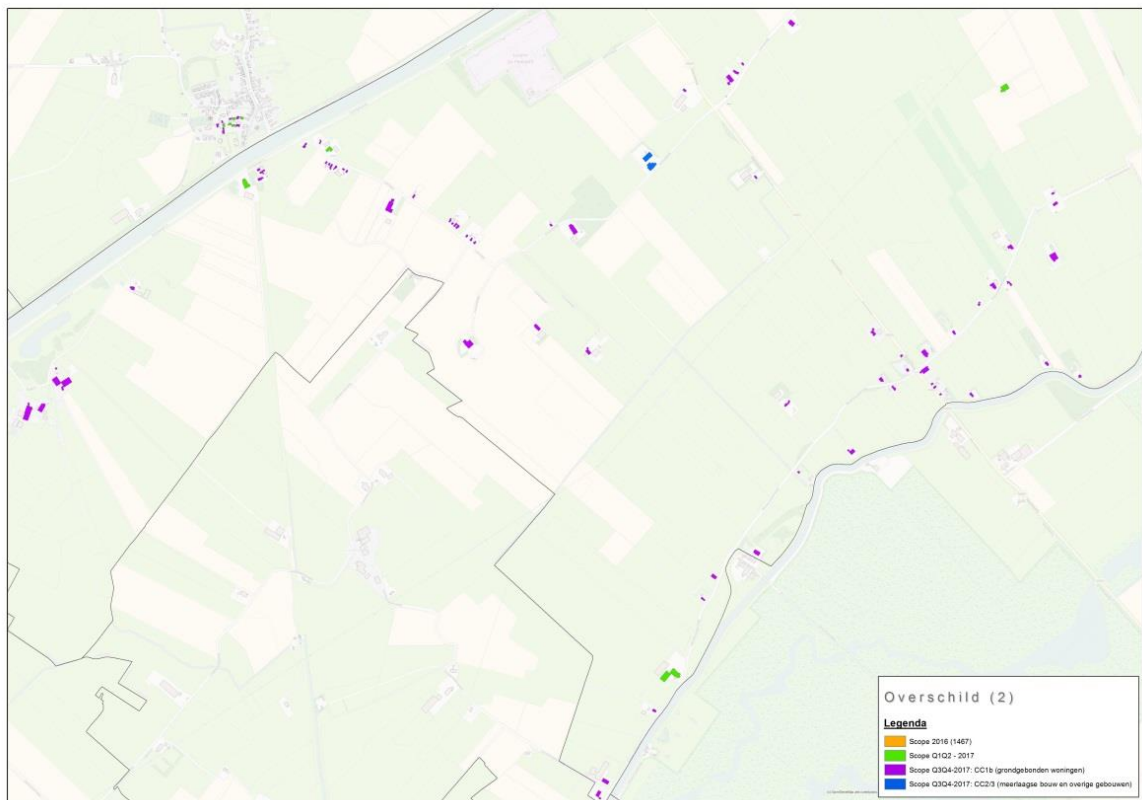 Overschild (2)
Legenda
Scope 2016 (1467)
Scope Q1Q2 - 2017
Scope Q3Q4-2017: CC1b (grondgebonden woningen)
Scope Q3Q4-2017: CC2/3 (meerlaagse bouw en overige gebouwen)